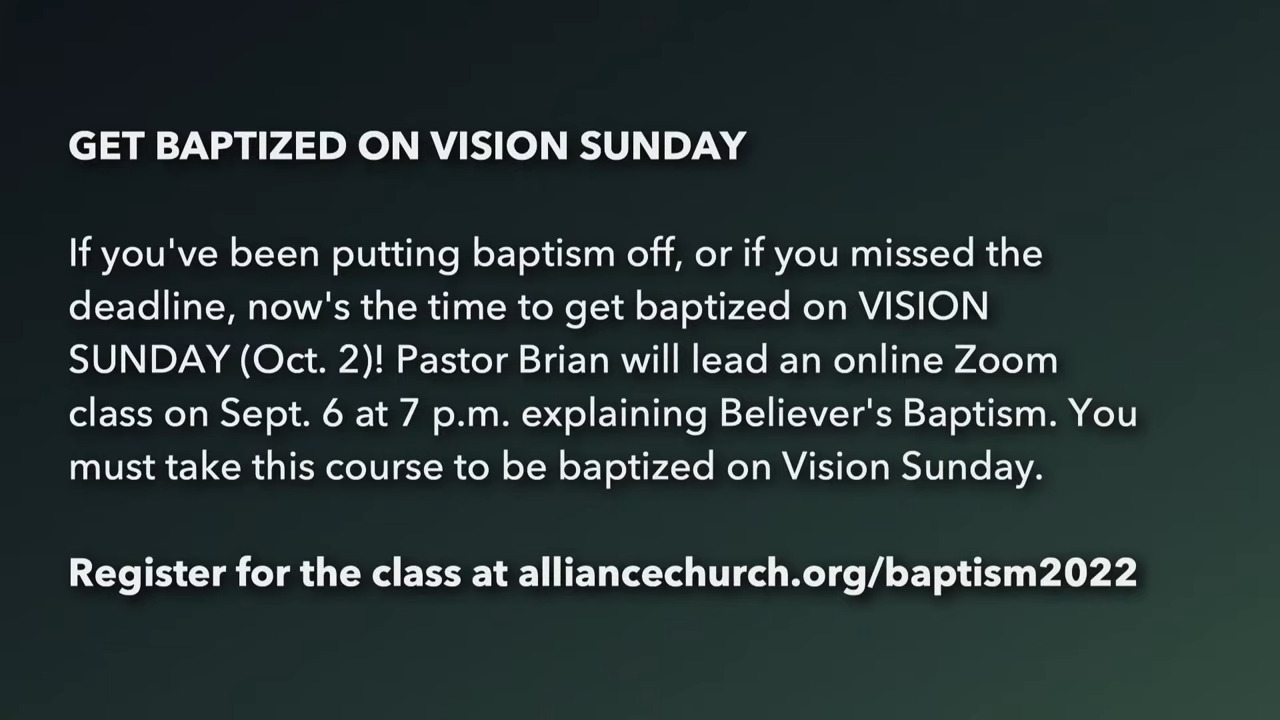 GET BAPTIZED ON VISION SUNDAY
If you've been putting baptism off, or if you missed the
deadline, now's the time to get baptized on VISION
SUNDAY (Oct. 2)! Pastor Brian will lead an online Zoom
class on Sept. 6 at 7 p.m. explaining Believer's Baptism. You
must take this course to be baptized on Vision Sunday.
Register for the class at alliancechurch.org/baptism2022